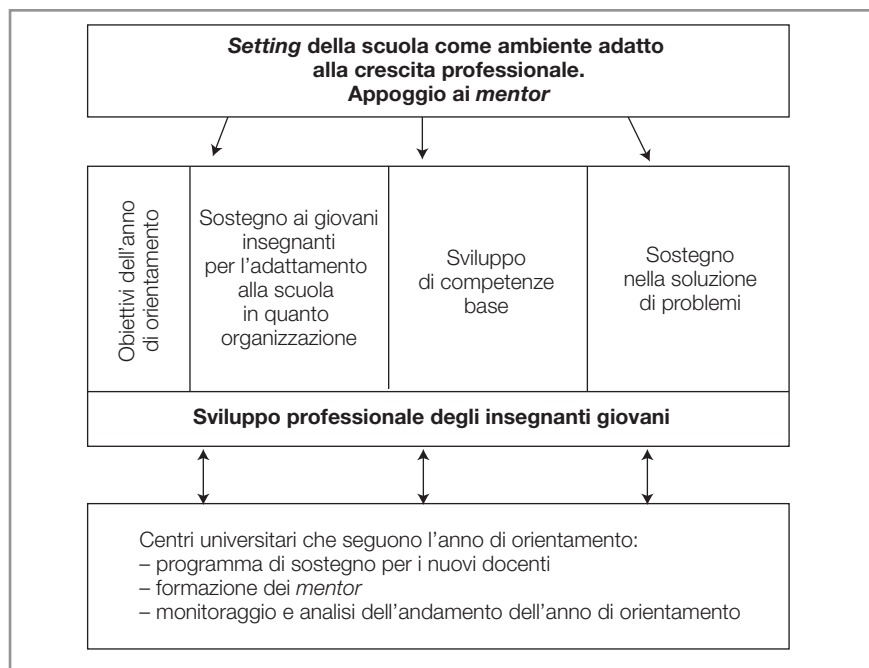 Setting della scuola come ambiente adatto
alla crescita professionale.
Appoggio ai mentor
Obiettivi dell'anno
di orientamento
Sostegno ai giovani
insegnanti
per l'adattamento
alla scuola
in quanto
organizzazione
Sviluppo
di competenze
base
Sostegno
nella soluzione
di problemi
Sviluppo professionale degli insegnanti giovani
Centri universitari che seguono l'anno di orientamento:
– programma di sostegno per i nuovi docenti
– formazione dei mentor
– monitoraggio e analisi dell'andamento dell'anno di orientamento